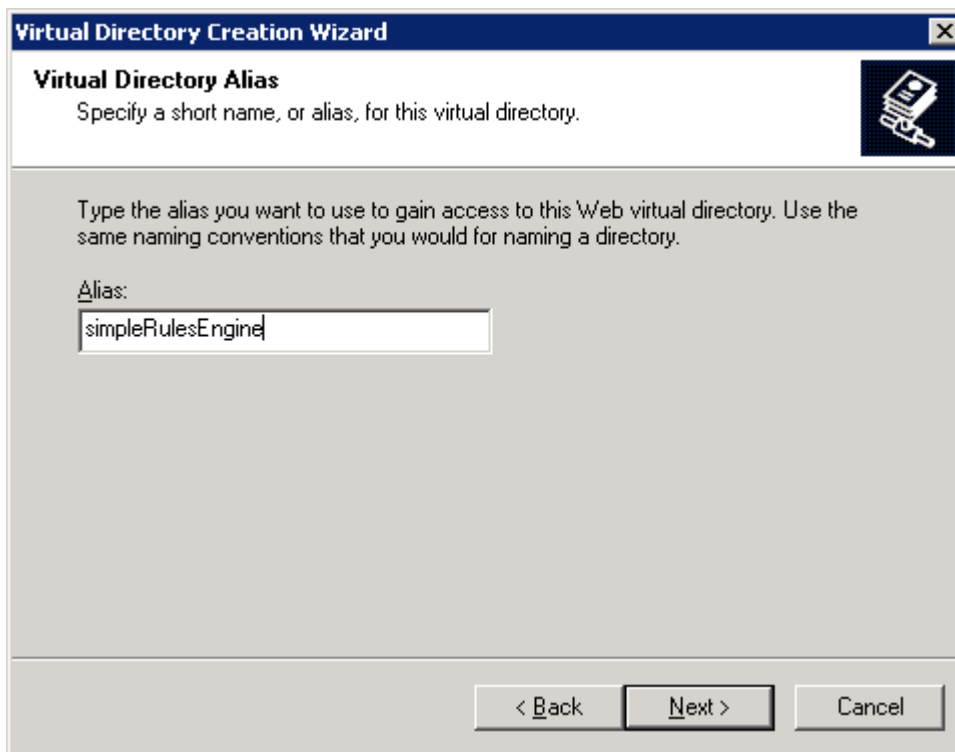 Virtual Directory Creation Wizard
Virtual Directory Alias
Specify a short name, or alias, for this virtual directory.
Type the alias you want to use to gain access to this Web virtual directory. Use the
same naming conventions that you would for naming a directory.
Alias:
simpleRulesEngine
< Back Next > Cancel